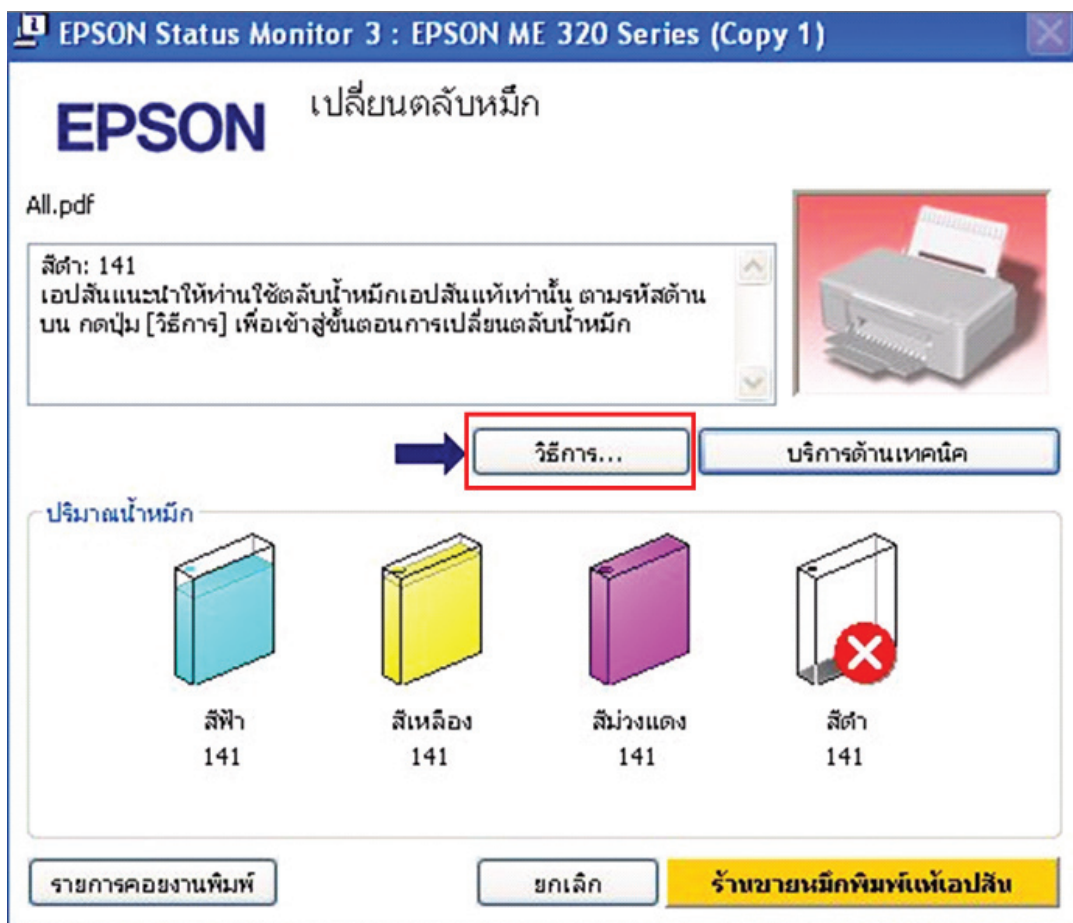 EPSON Status Monitor 3 : EPSON ME 320 Series (Copy 1)
EPSON
เปลี่ยนตลับหมึก
All.pdf
สีดำ: 141
เอปสันแนะนำให้ท่านใช้ตลับน้ำหมึกเอปสันแท้เท่านั้น ตามรหัสด้าน
บน กดปุ่ม [วิธีการ] เพื่อเข้าสู่ขั้นตอนการเปลี่ยนตลับน้ำหมึก
วิธีการ... บริการด้านเทคนิค
ปริมาณน้ำหมึก
สีฟ้า สีเหลือง สีม่วงแดง สีดำ
141 141 141 141
รายการคอยงานพิมพ์ ยกเลิก ร้านขายหมึกพิมพ์แท้เอปสัน